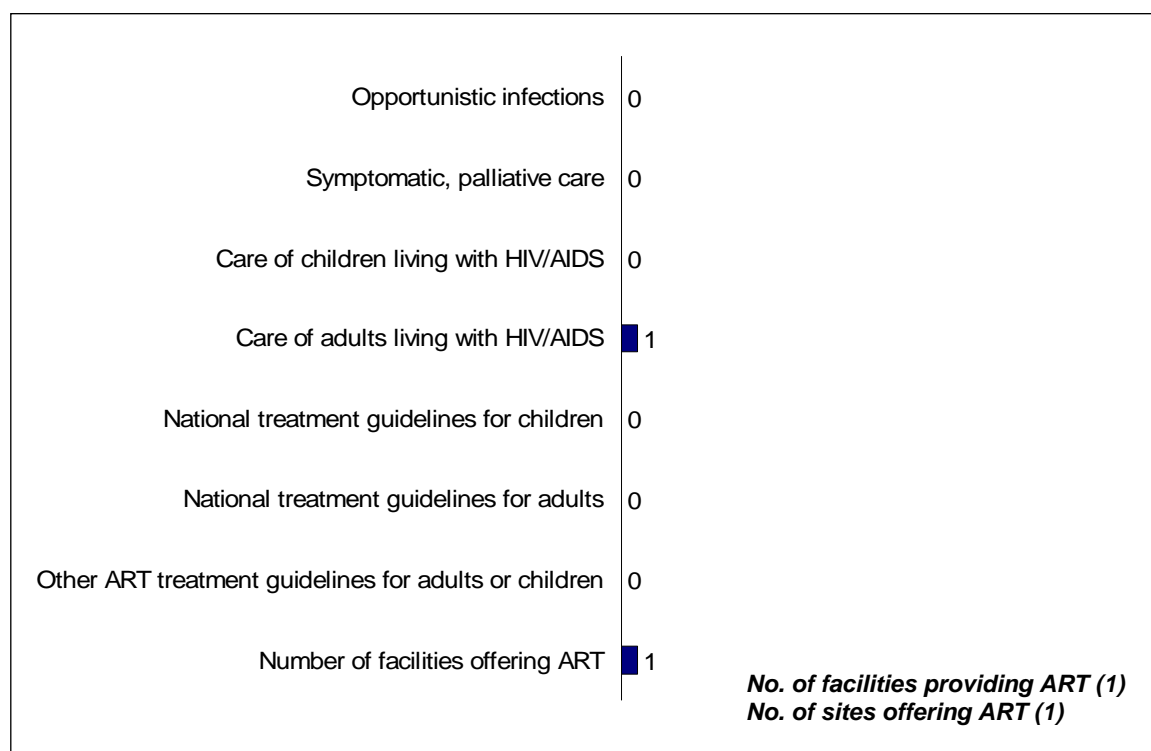 Opportunistic infections 0
Symptomatic, palliative care 0
Care of children living with HIV/AIDS 0
Care of adults living with HIV/AIDS 1
National treatment guidelines for children 0
National treatment guidelines for adults 0
Other ART treatment guidelines for adults or children 0
Number of facilities offering ART 1
No. of facilities providing ART (1)
No. of sites offering ART (1)